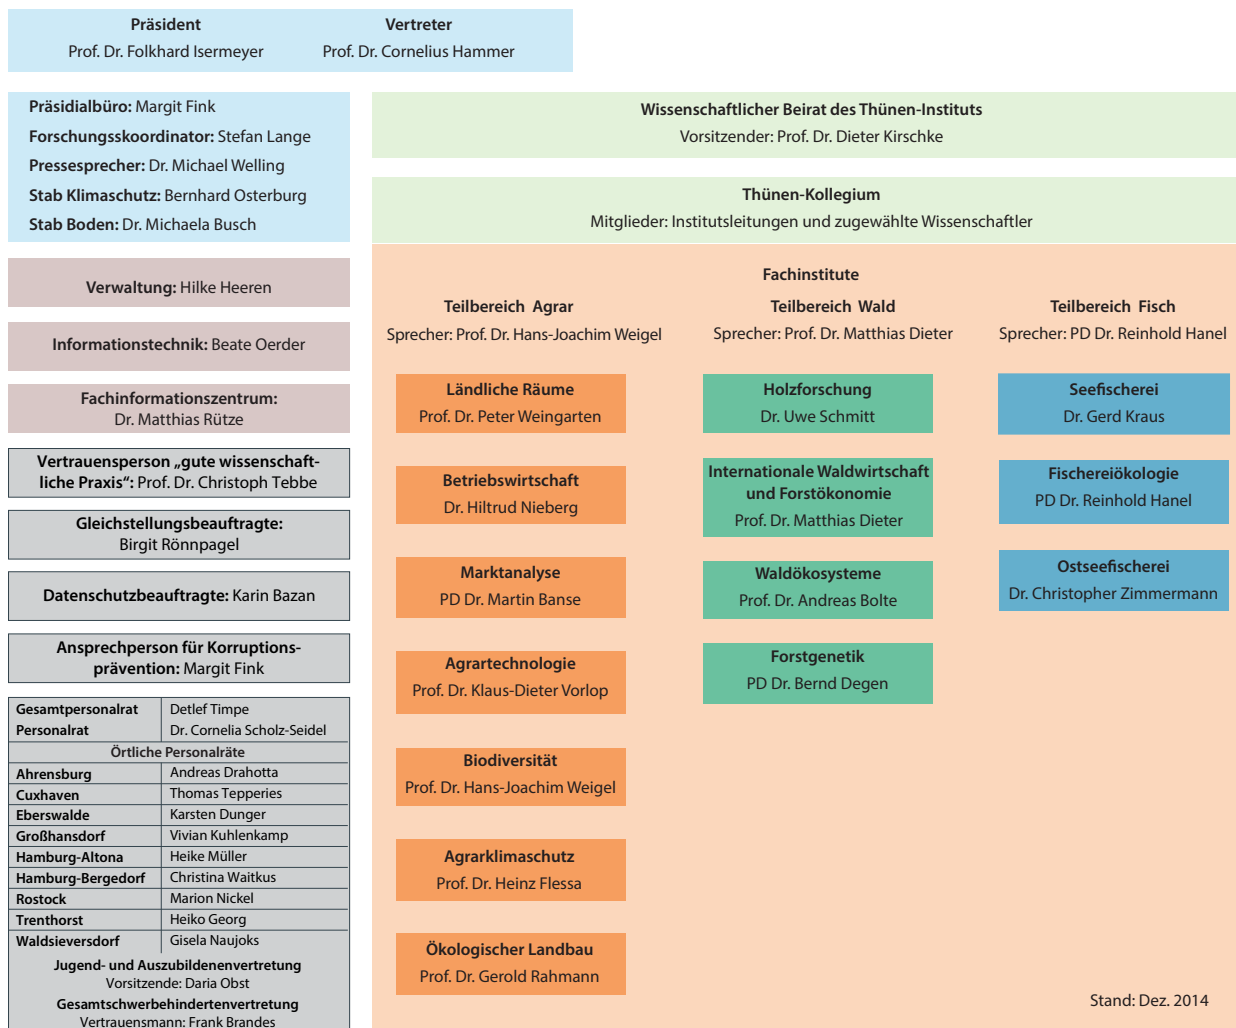 Präsident
Prof. Dr. Folkhard Isermeyer
Vertreter
Prof. Dr. Cornelius Hammer
Präsidialbüro: Margit Fink
Forschungskoordinator: Stefan Lange
Pressesprecher: Dr. Michael Welling
Stab Klimaschutz: Bernhard Osterburg
Stab Boden: Dr. Michaela Busch
Wissenschaftlicher Beirat des Thünen-Instituts
Vorsitzender: Prof. Dr. Dieter Kirschke
Thünen-Kollegium
Mitglieder: Institutsleitungen und zugewählte Wissenschaftler
Verwaltung: Hilke Heeren
Informationstechnik: Beate Oerder
Fachinformationszentrum:
Dr. Matthias Rütze
Vertrauensperson „gute wissenschaft-
liche Praxis“: Prof. Dr. Christoph Tebbe
Gleichstellungsbeauftragte:
Birgit Rönnpagel
Datenschutzbeauftragte: Karin Bazan
Ansprechperson für Korruptions-
prävention: Margit Fink
Gesamtpersonalrat Detlef Timpe
Personalrat Dr. Cornelia Scholz-Seidel
Örtliche Personalräte
Ahrensburg Andreas Drahotta
Cuxhaven Thomas Tepperies
Eberswalde Karsten Dunger
Großhansdorf Vivian Kuhlenkamp
Hamburg-Altona Heike Müller
Hamburg-Bergedorf Christina Waitkus
Rostock Marion Nickel
Trenthorst Heiko Georg
Waldsieversdorf Gisela Naujoks
Jugend- und Auszubildenenvertretung
Vorsitzende: Daria Obst
Gesamtschwerbehindertenvertretung
Vertrauensmann: Frank Brandes
Fachinstitute
Teilbereich Agrar
Sprecher: Prof. Dr. Hans-Joachim Weigel
Ländliche Räume
Prof. Dr. Peter Weingarten
Betriebswirtschaft
Dr. Hiltrud Nieberg
Marktanalyse
PD Dr. Martin Banse
Agrartechnologie
Prof. Dr. Klaus-Dieter Vorlop
Biodiversität
Prof. Dr. Hans-Joachim Weigel
Agrarklimaschutz
Prof. Dr. Heinz Flessa
Ökologischer Landbau
Prof. Dr. Gerold Rahmann
Teilbereich Wald
Sprecher: Prof. Dr. Matthias Dieter
Holzforschung
Dr. Uwe Schmitt
Internationale Waldwirtschaft
und Forstökonomie
Prof. Dr. Matthias Dieter
Waldökosysteme
Prof. Dr. Andreas Bolte
Forstgenetik
PD Dr. Bernd Degen
Teilbereich Fisch
Sprecher: PD Dr. Reinhold Hanel
Seefischerei
Dr. Gerd Kraus
Fischereiökologie
PD Dr. Reinhold Hanel
Ostseefischerei
Dr. Christopher Zimmermann
Stand: Dez. 2014